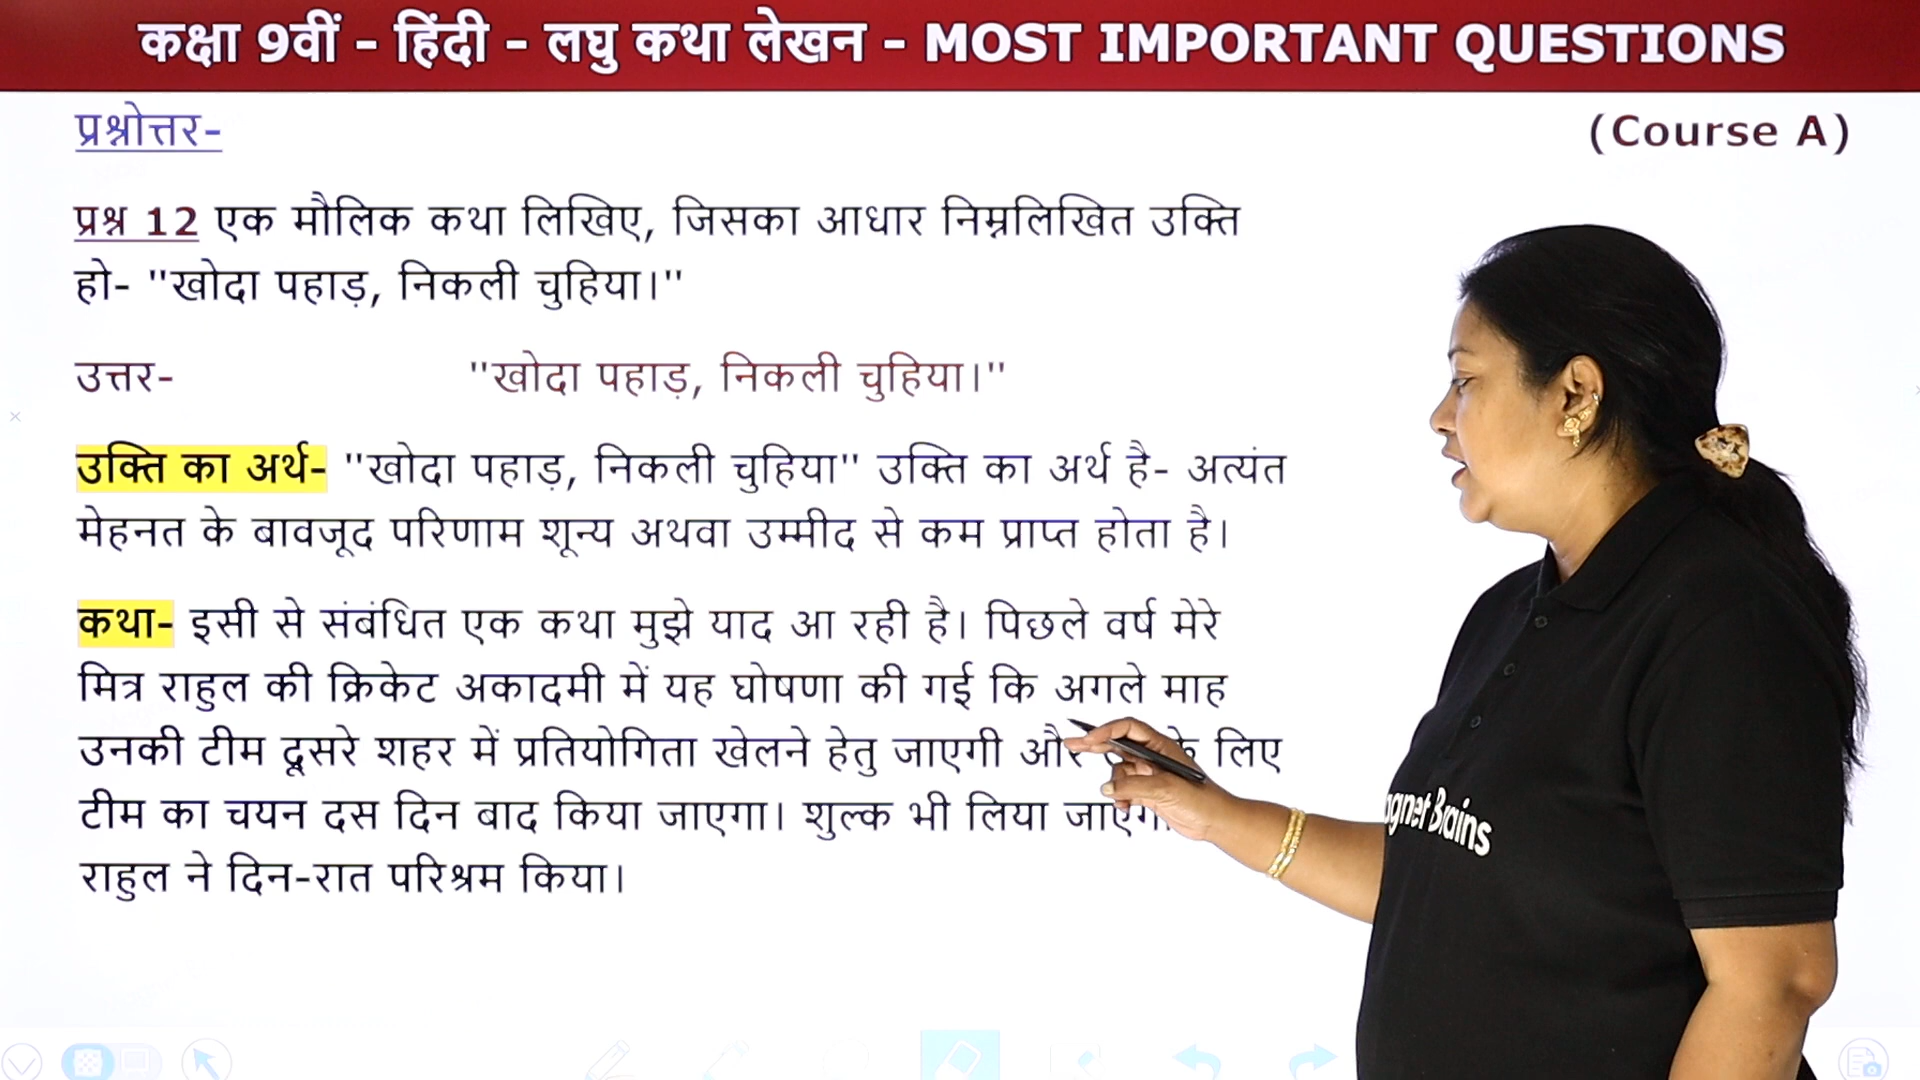 कक्षा 9वीं - हिंदी - लघु कथा लेखन - MOST IMPORTANT QUESTIONS
प्रश्नोत्तर-
(Course A)
प्रश्न 12 एक मौलिक कथा लिखिए, जिसका आधार निम्नलिखित उक्ति
हो- "खोदा पहाड़, निकली चुहिया।"
उत्तर- "खोदा पहाड़, निकली चुहिया।"
उक्ति का अर्थ- "खोदा पहाड़, निकली चुहिया" उक्ति का अर्थ है- अत्यंत
मेहनत के बावजूद परिणाम शून्य अथवा उम्मीद से कम प्राप्त होता है।
कथा- इसी से संबंधित एक कथा मुझे याद आ रही है। पिछले वर्ष मेरे
मित्र राहुल की क्रिकेट अकादमी में यह घोषणा की गई कि अगले माह
उनकी टीम दूसरे शहर में प्रतियोगिता खेलने हेतु जाएगी और लिए
टीम का चयन दस दिन बाद किया जाएगा। शुल्क भी लिया
राहुल ने दिन-रात परिश्रम किया।
Brains